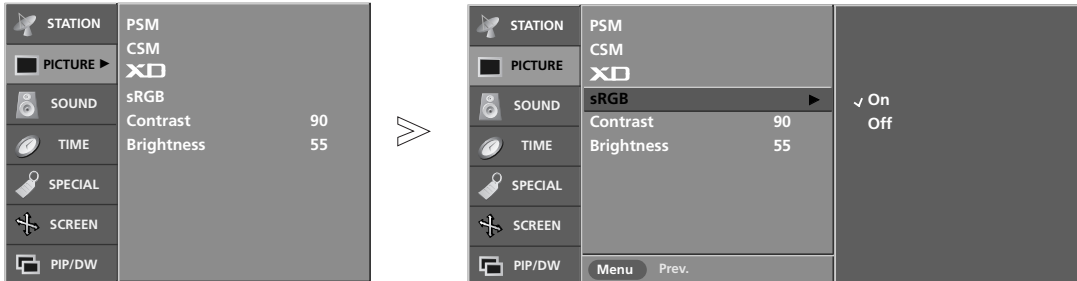 STATION
PICTURE ►
SOUND
TIME
SPECIAL
SCREEN
PIP/DW
PSM
CSM
XD
sRGB
Contrast 90
Brightness 55
STATION
PICTURE
SOUND
TIME
SPECIAL
SCREEN
PIP/DW
PSM
CSM
XD
sRGB ►
Contrast 90
Brightness 55
Menu Prev.
✓ On
Off